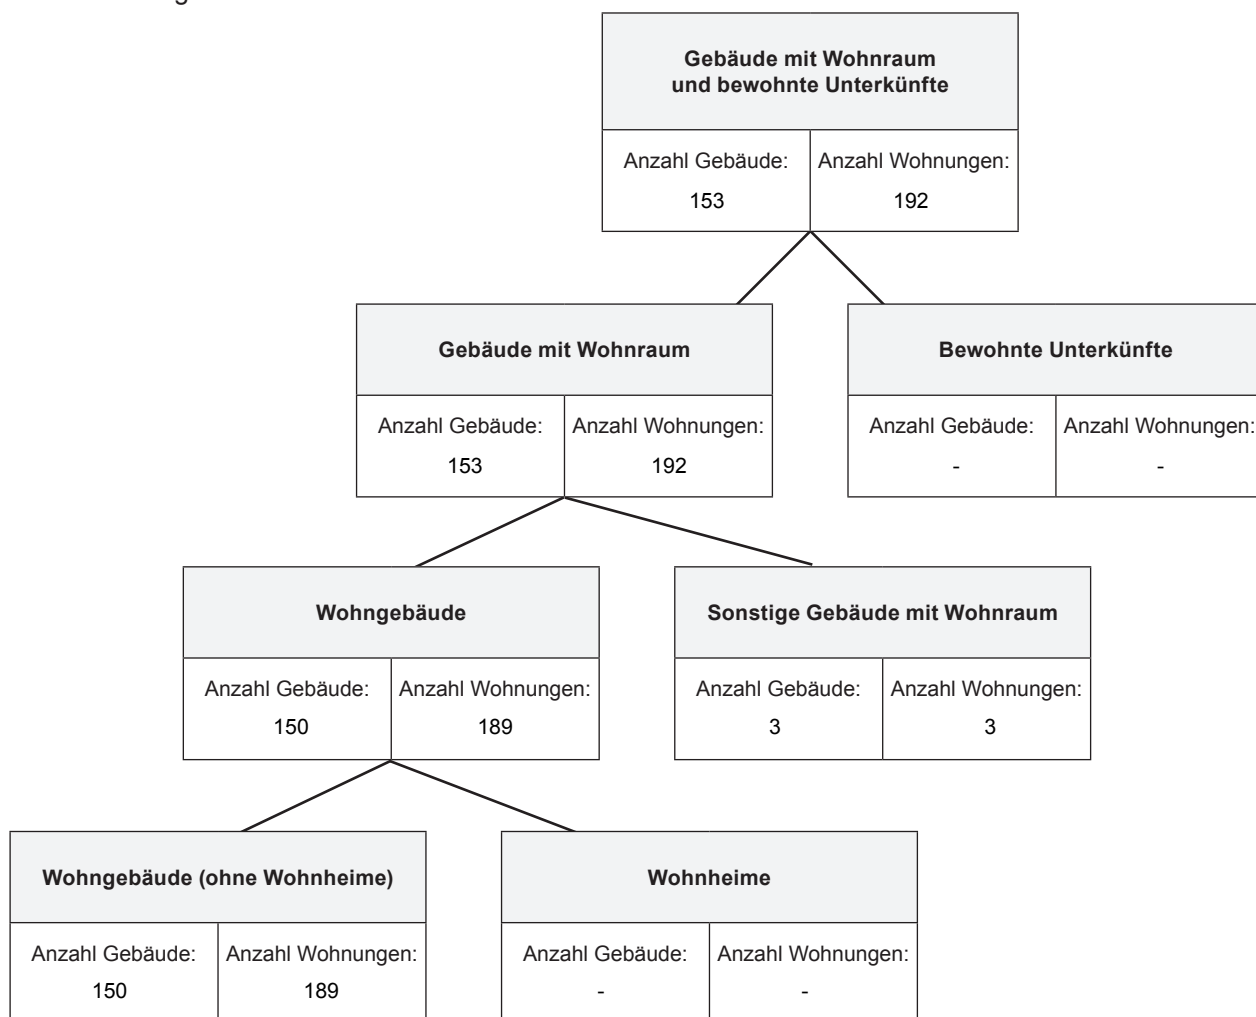 Gebäude mit Wohnraum
und bewohnte Unterkünfte
Anzahl Gebäude: Anzahl Wohnungen:
153 192
Gebäude mit Wohnraum Bewohnte Unterkünfte
Anzahl Gebäude: Anzahl Wohnungen: Anzahl Gebäude: Anzahl Wohnungen:
153 192 - -
Wohngebäude Sonstige Gebäude mit Wohnraum
Anzahl Gebäude: Anzahl Wohnungen: Anzahl Gebäude: Anzahl Wohnungen:
150 189 3 3
Wohngebäude (ohne Wohnheime) Wohnheime
Anzahl Gebäude: Anzahl Wohnungen: Anzahl Gebäude: Anzahl Wohnungen:
150 189 - -